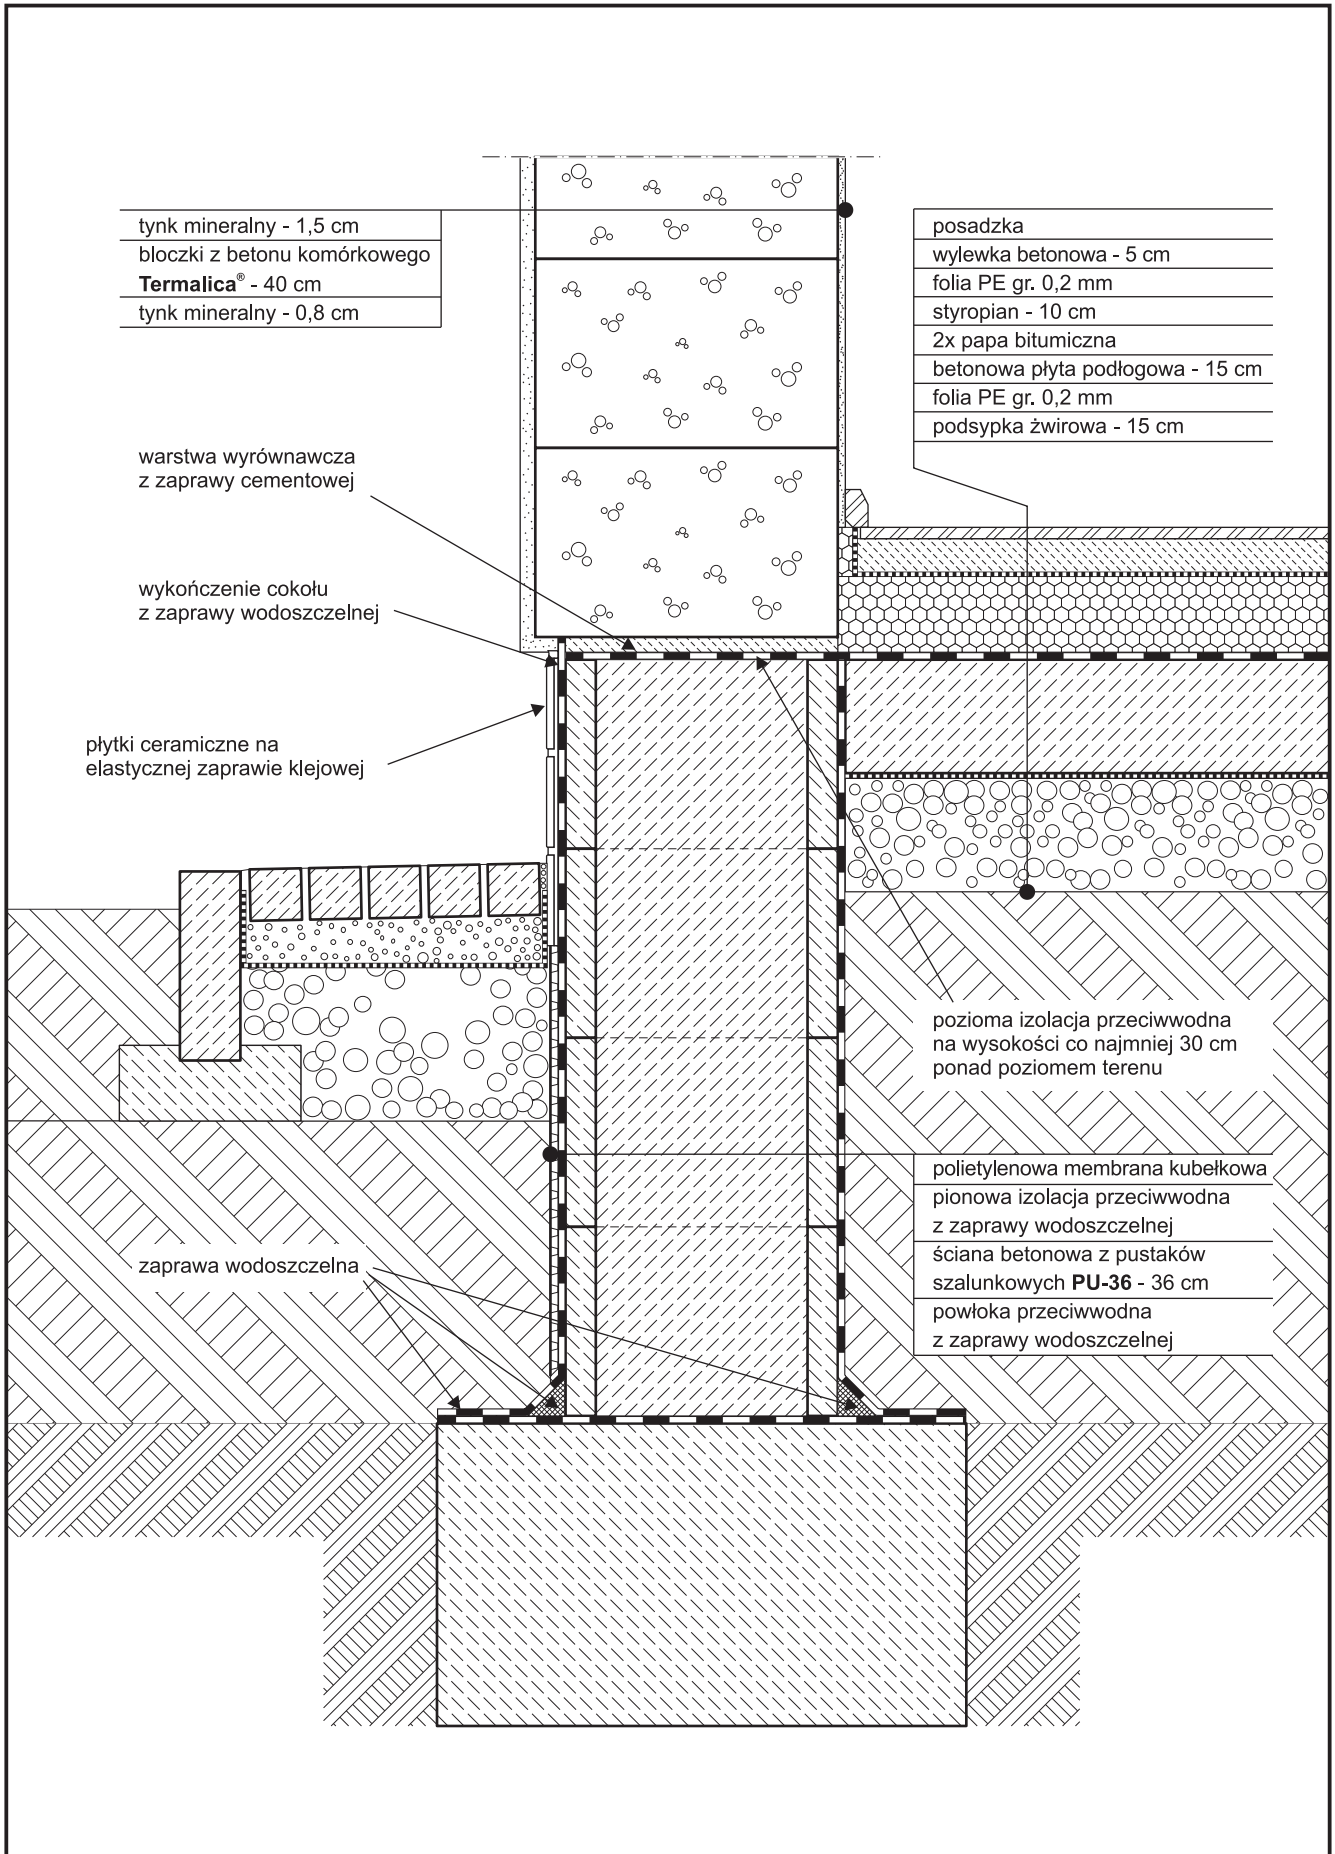 tynk mineralny - 1,5 cm
bloczki z betonu komórkowego
Termalica® - 40 cm
tynk mineralny - 0,8 cm
posadzka
wylewka betonowa - 5 cm
folia PE gr. 0,2 mm
styropian - 10 cm
2x papa bitumiczna
betonowa płyta podłogowa - 15 cm
folia PE gr. 0,2 mm
podsypka żwirowa - 15 cm
warstwa wyrównawcza
z zaprawy cementowej
wykończenie cokołu
z zaprawy wodoszczelnej
płytki ceramiczne na
elastycznej zaprawie klejowej
pozioma izolacja przeciwwodna
na wysokości co najmniej 30 cm
ponad poziomem terenu
polietylenowa membrana kubełkowa
pionowa izolacja przeciwwodna
z zaprawy wodoszczelnej
ściana betonowa z pustaków
szalunkowych PU-36 - 36 cm
powłoka przeciwwodna
z zaprawy wodoszczelnej
zaprawa wodoszczelna